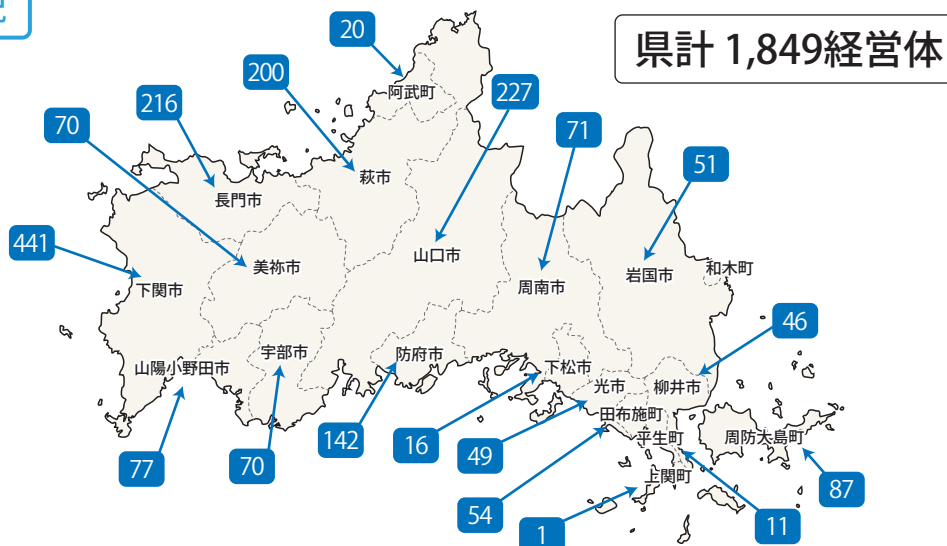 県計 1,849経営体
20
阿武町
200
227
216
70
71
51
萩市
長門市
441
山口市
美祢市
岩国市
和木町
下関市
周南市
46
宇部市
防府市
山陽小野田市
下松市
光市
柳井市
田布施町
平生町
周防大島町
142
16
49
77
70
上関町
87
54
1
11